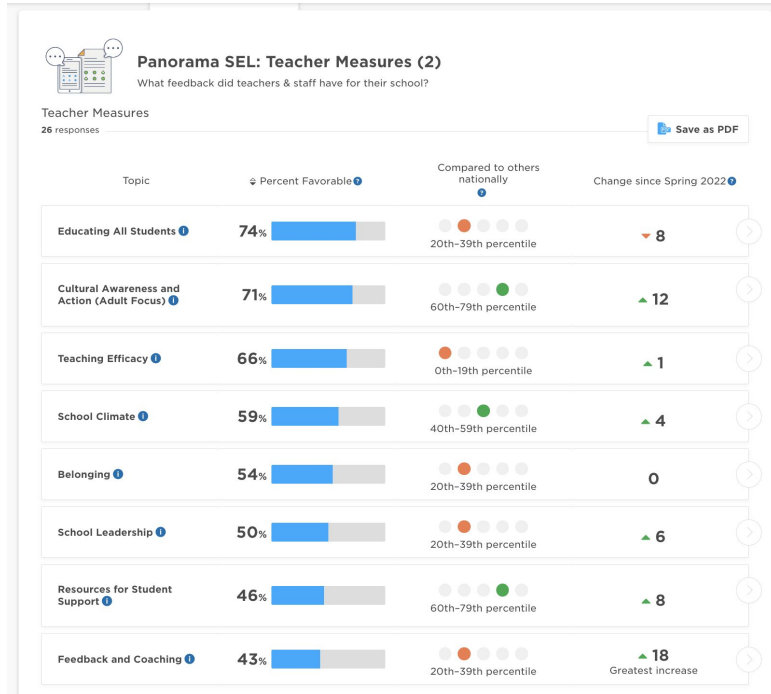 Panorama SEL: Teacher Measures (2)
What feedback did teachers & staff have for their school?
Teacher Measures
26 responses
Save as PDF
Topic
Percent Favorable
Compared to others
nationally
Change since Spring 2022
Educating All Students
74%
20th–39th percentile
8
Cultural Awareness and
Action (Adult Focus)
71%
60th–79th percentile
12
Teaching Efficacy
66%
0th–19th percentile
1
School Climate
59%
40th–59th percentile
4
Belonging
54%
20th–39th percentile
0
School Leadership
50%
20th–39th percentile
6
Resources for Student
Support
46%
60th–79th percentile
8
Feedback and Coaching
43%
20th–39th percentile
18
Greatest increase